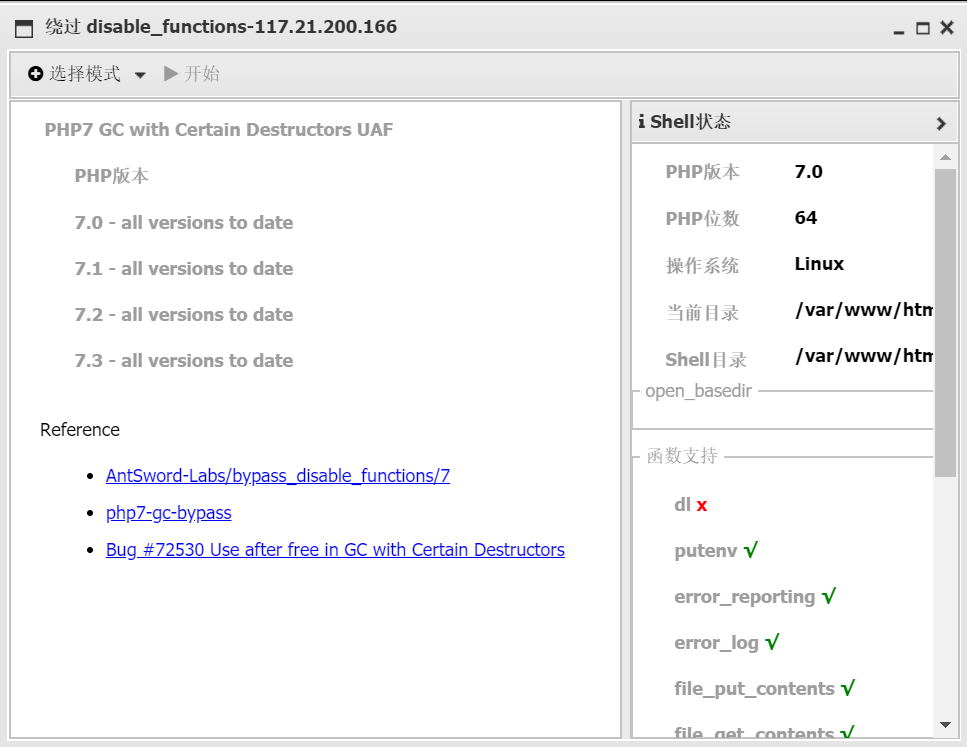 绕过 disable_functions-117.21.200.166
选择模式 开始
PHP7 GC with Certain Destructors UAF
PHP版本
7.0 - all versions to date
7.1 - all versions to date
7.2 - all versions to date
7.3 - all versions to date
Reference
AntSword-Labs/bypass_disable_functions/7
php7-gc-bypass
Bug #72530 Use after free in GC with Certain Destructors
Shell状态
PHP版本 7.0
PHP位数 64
操作系统 Linux
当前目录 /var/www/htm
Shell目录 /var/www/htm
open_basedir
函数支持
dl x
putenv √
error_reporting √
error_log √
file_put_contents √
file_get_contents √